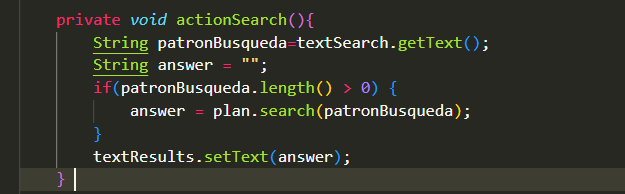 private void actionSearch(){
String patronBusqueda=textSearch.getText();
String answer = "";
if(patronBusqueda.length() > 0) {
answer = plan.search(patronBusqueda);
}
textResults.setText(answer);
}